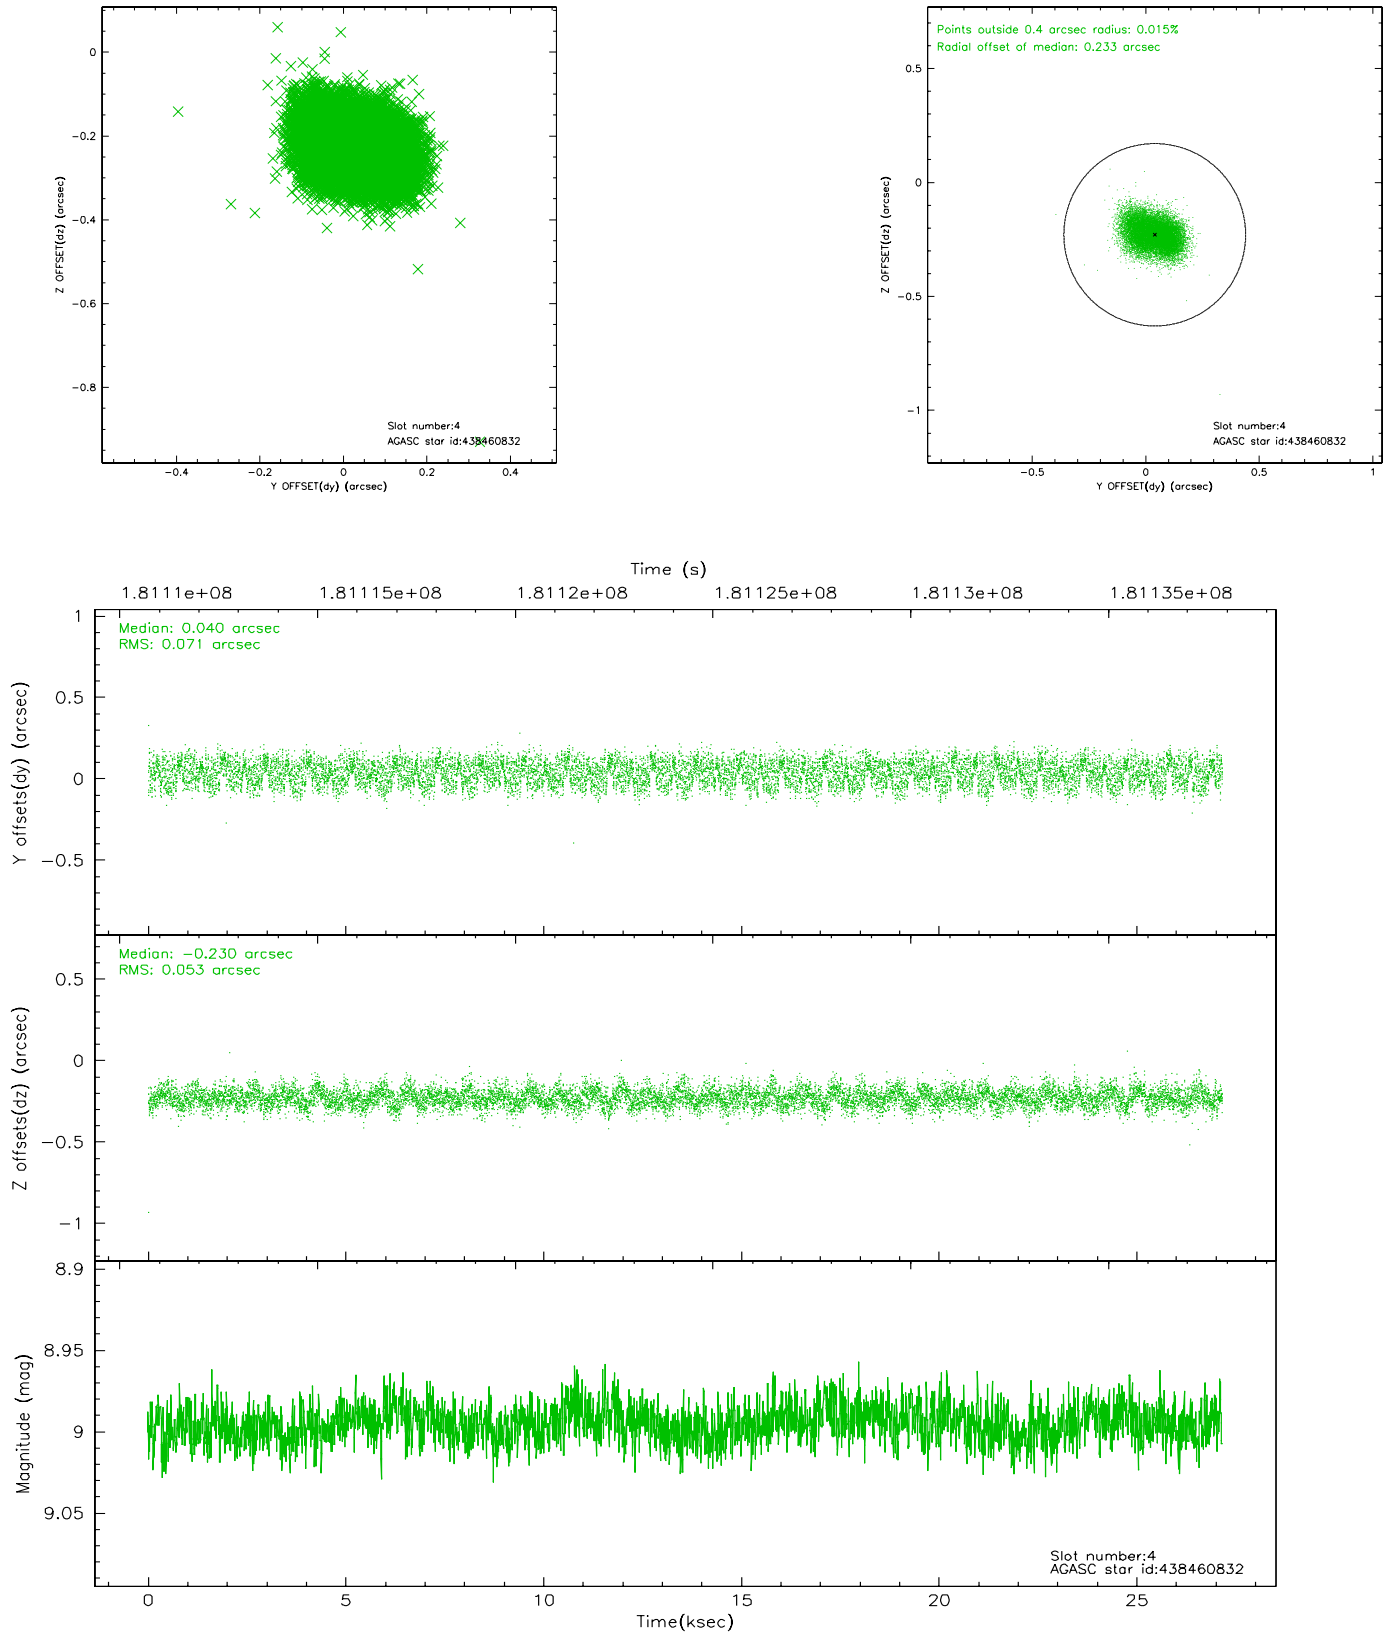 0
−0.2
−0.4
−0.6
−0.8
Z OFFSET(dz) (arcsec)
Slot number:4
AGASC star id:438460832
−0.4
−0.2
0
0.2
0.4
Y OFFSET(dy) (arcsec)
Points outside 0.4 arcsec radius: 0.015%
Radial offset of median: 0.233 arcsec
0.5
0
−0.5
−1
Z OFFSET(dz) (arcsec)
Slot number:4
AGASC star id:438460832
−0.5
0
0.5
1
Y OFFSET(dy) (arcsec)
Time (s)
1.8111e+08
1.81115e+08
1.8112e+08
1.81125e+08
1.8113e+08
1.81135e+08
Median: 0.040 arcsec
RMS: 0.071 arcsec
1
0.5
0
−0.5
Y offsets(dy) (arcsec)
Median: −0.230 arcsec
RMS: 0.053 arcsec
0.5
0
−0.5
−1
Z offsets(dz) (arcsec)
8.9
8.95
9
9.05
Magnitude (mag)
Slot number:4
AGASC star id:438460832
0
5
10
15
20
25
Time(ksec)